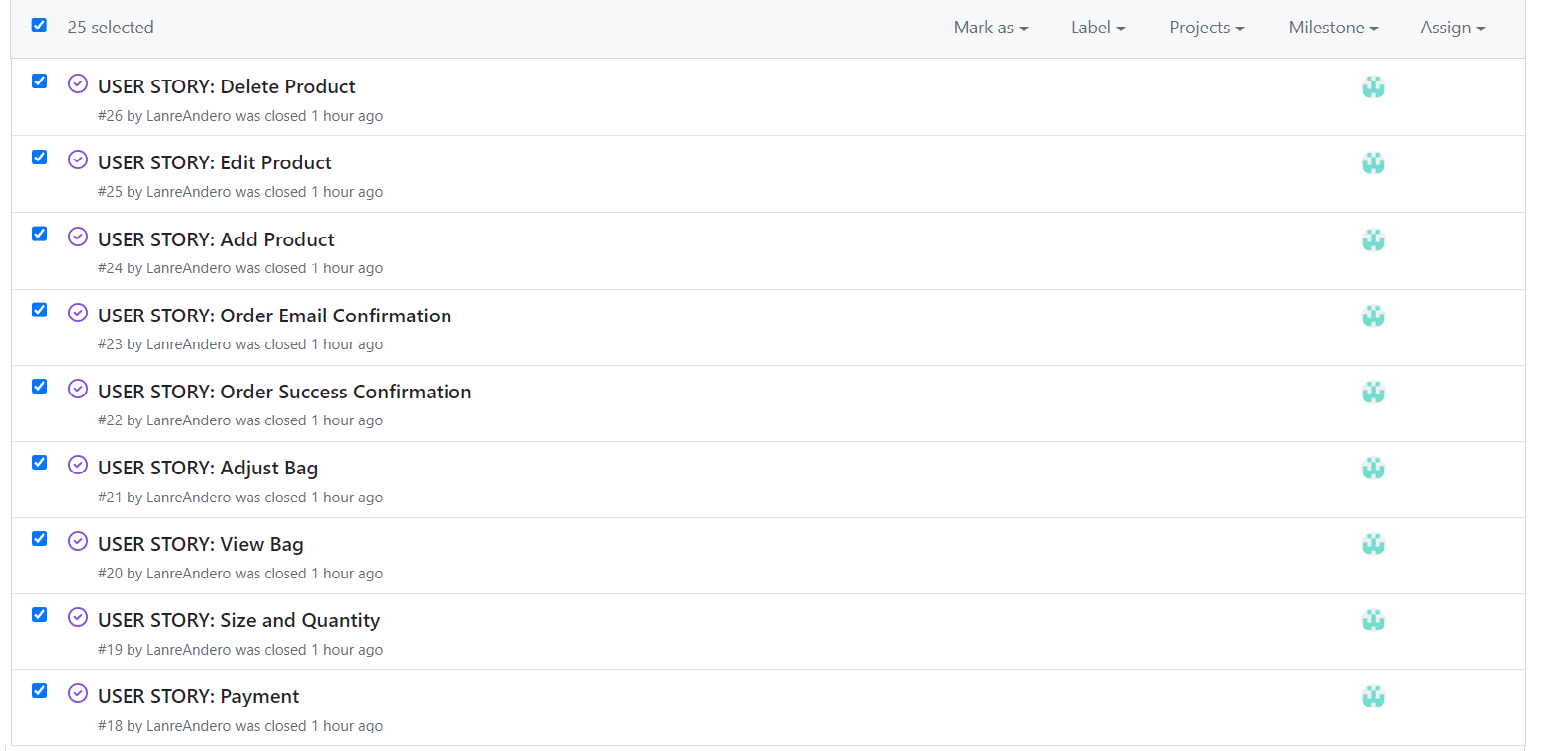 25 selected Mark as Label Projects Milestone Assign
USER STORY: Delete Product
#26 by LanreAndero was closed 1 hour ago
USER STORY: Edit Product
#25 by LanreAndero was closed 1 hour ago
USER STORY: Add Product
#24 by LanreAndero was closed 1 hour ago
USER STORY: Order Email Confirmation
#23 by LanreAndero was closed 1 hour ago
USER STORY: Order Success Confirmation
#22 by LanreAndero was closed 1 hour ago
USER STORY: Adjust Bag
#21 by LanreAndero was closed 1 hour ago
USER STORY: View Bag
#20 by LanreAndero was closed 1 hour ago
USER STORY: Size and Quantity
#19 by LanreAndero was closed 1 hour ago
USER STORY: Payment
#18 by LanreAndero was closed 1 hour ago